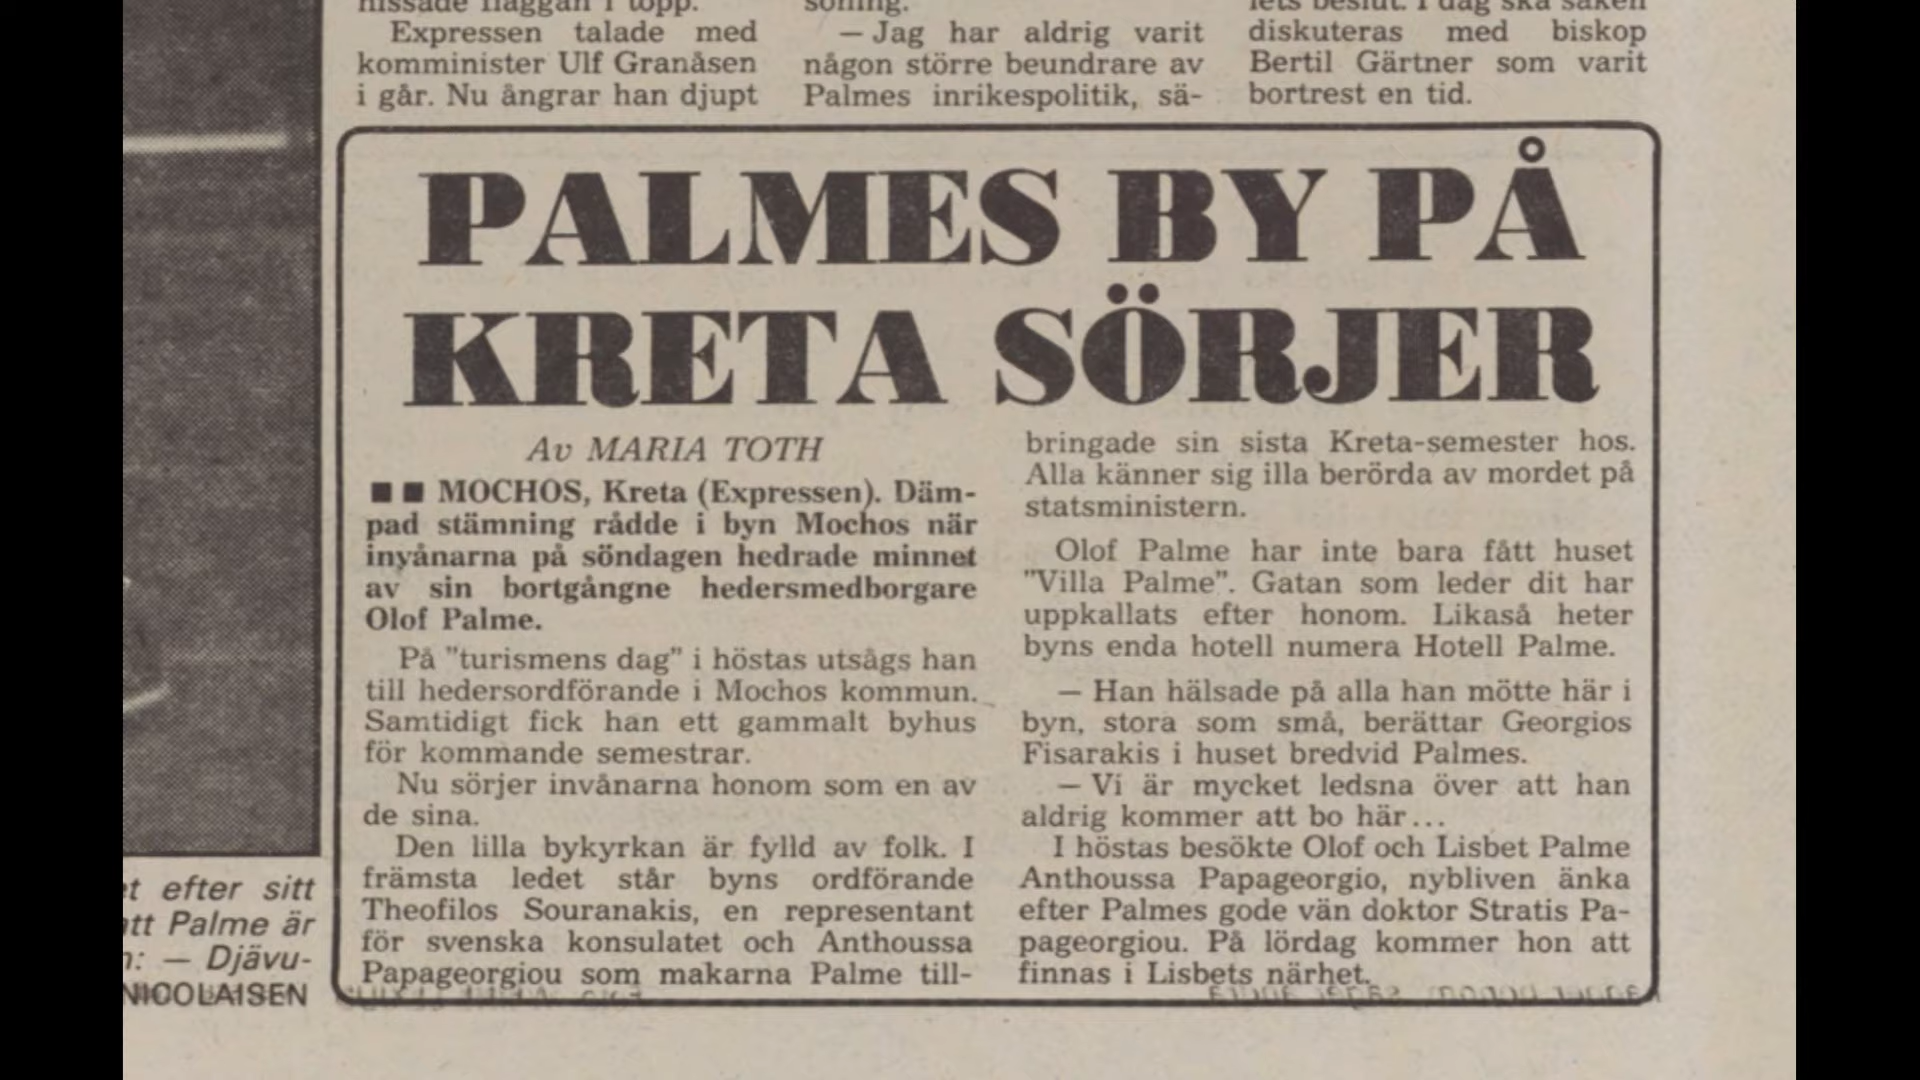 Expressen talade med
komminister Ulf Granåsen
i går. Nu ångrar han djupt
soning.
— Jag har aldrig varit
någon större beundrare av
Palmes inrikespolitik, sä-
lets beslut. I dag ska saken
diskuteras med biskop
Bertil Gärtner som varit
bortrest en tid.
PALMES BY PÅ
KRETA SÖRJER
Av MARIA TOTH
■■ MOCHOS, Kreta (Expressen). Däm-
pad stämning rådde i byn Mochos när
invånarna på söndagen hedrade minnet
av sin bortgångne hedersmedborgare
Olof Palme.
På "turismens dag" i höstas utsågs han
till hedersordförande i Mochos kommun.
Samtidigt fick han ett gammalt byhus
för kommande semestrar.
Nu sörjer invånarna honom som en av
de sina.
Den lilla bykyrkan är fylld av folk. I
främsta ledet står byns ordförande
Theofilos Souranakis, en representant
för svenska konsulatet och Anthoussa
Papageorgiou som makarna Palme till-
bringade sin sista Kreta-semester hos.
Alla känner sig illa berörda av mordet på
statsministern.
Olof Palme har inte bara fått huset
"Villa Palme". Gatan som leder dit har
uppkallats efter honom. Likaså heter
byns enda hotell numera Hotell Palme.
— Han hälsade på alla han mötte här i
byn, stora som små, berättar Georgios
Fisarakis i huset bredvid Palmes.
— Vi är mycket ledsna över att han
aldrig kommer att bo här...
I höstas besökte Olof och Lisbet Palme
Anthoussa Papageorgio, nybliven änka
efter Palmes gode vän doktor Stratis Pa-
pageorgiou. På lördag kommer hon att
finnas i Lisbets närhet.
efter sitt
att Palme är
: — Djävu-
NICOLAISEN